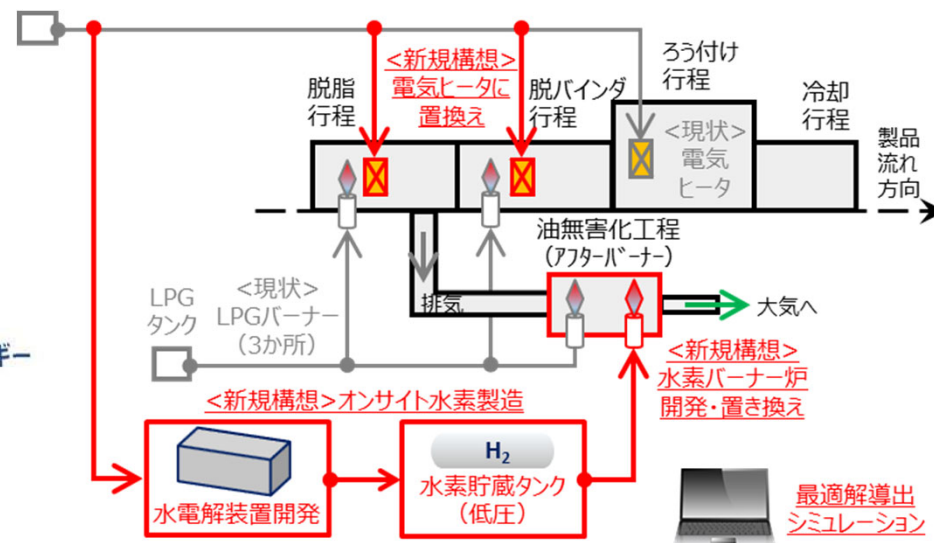 <新規構想>
電気ヒータに
置換え
脱脂
行程
脱バインダ
行程
ろう付け
行程
<現状>
電気
ヒータ
冷却
行程
製品
流れ
方向
油無害化工程
(アフターバーナー)
排気
大気へ
LPG
タンク
<現状>
LPGバーナー
(3か所)
<新規構想>
水素バーナー炉
開発・置き換え
ギー
<新規構想>オンサイト水素製造
水電解装置開発
H2
水素貯蔵タンク
(低圧)
最適解導出
シミュレーション